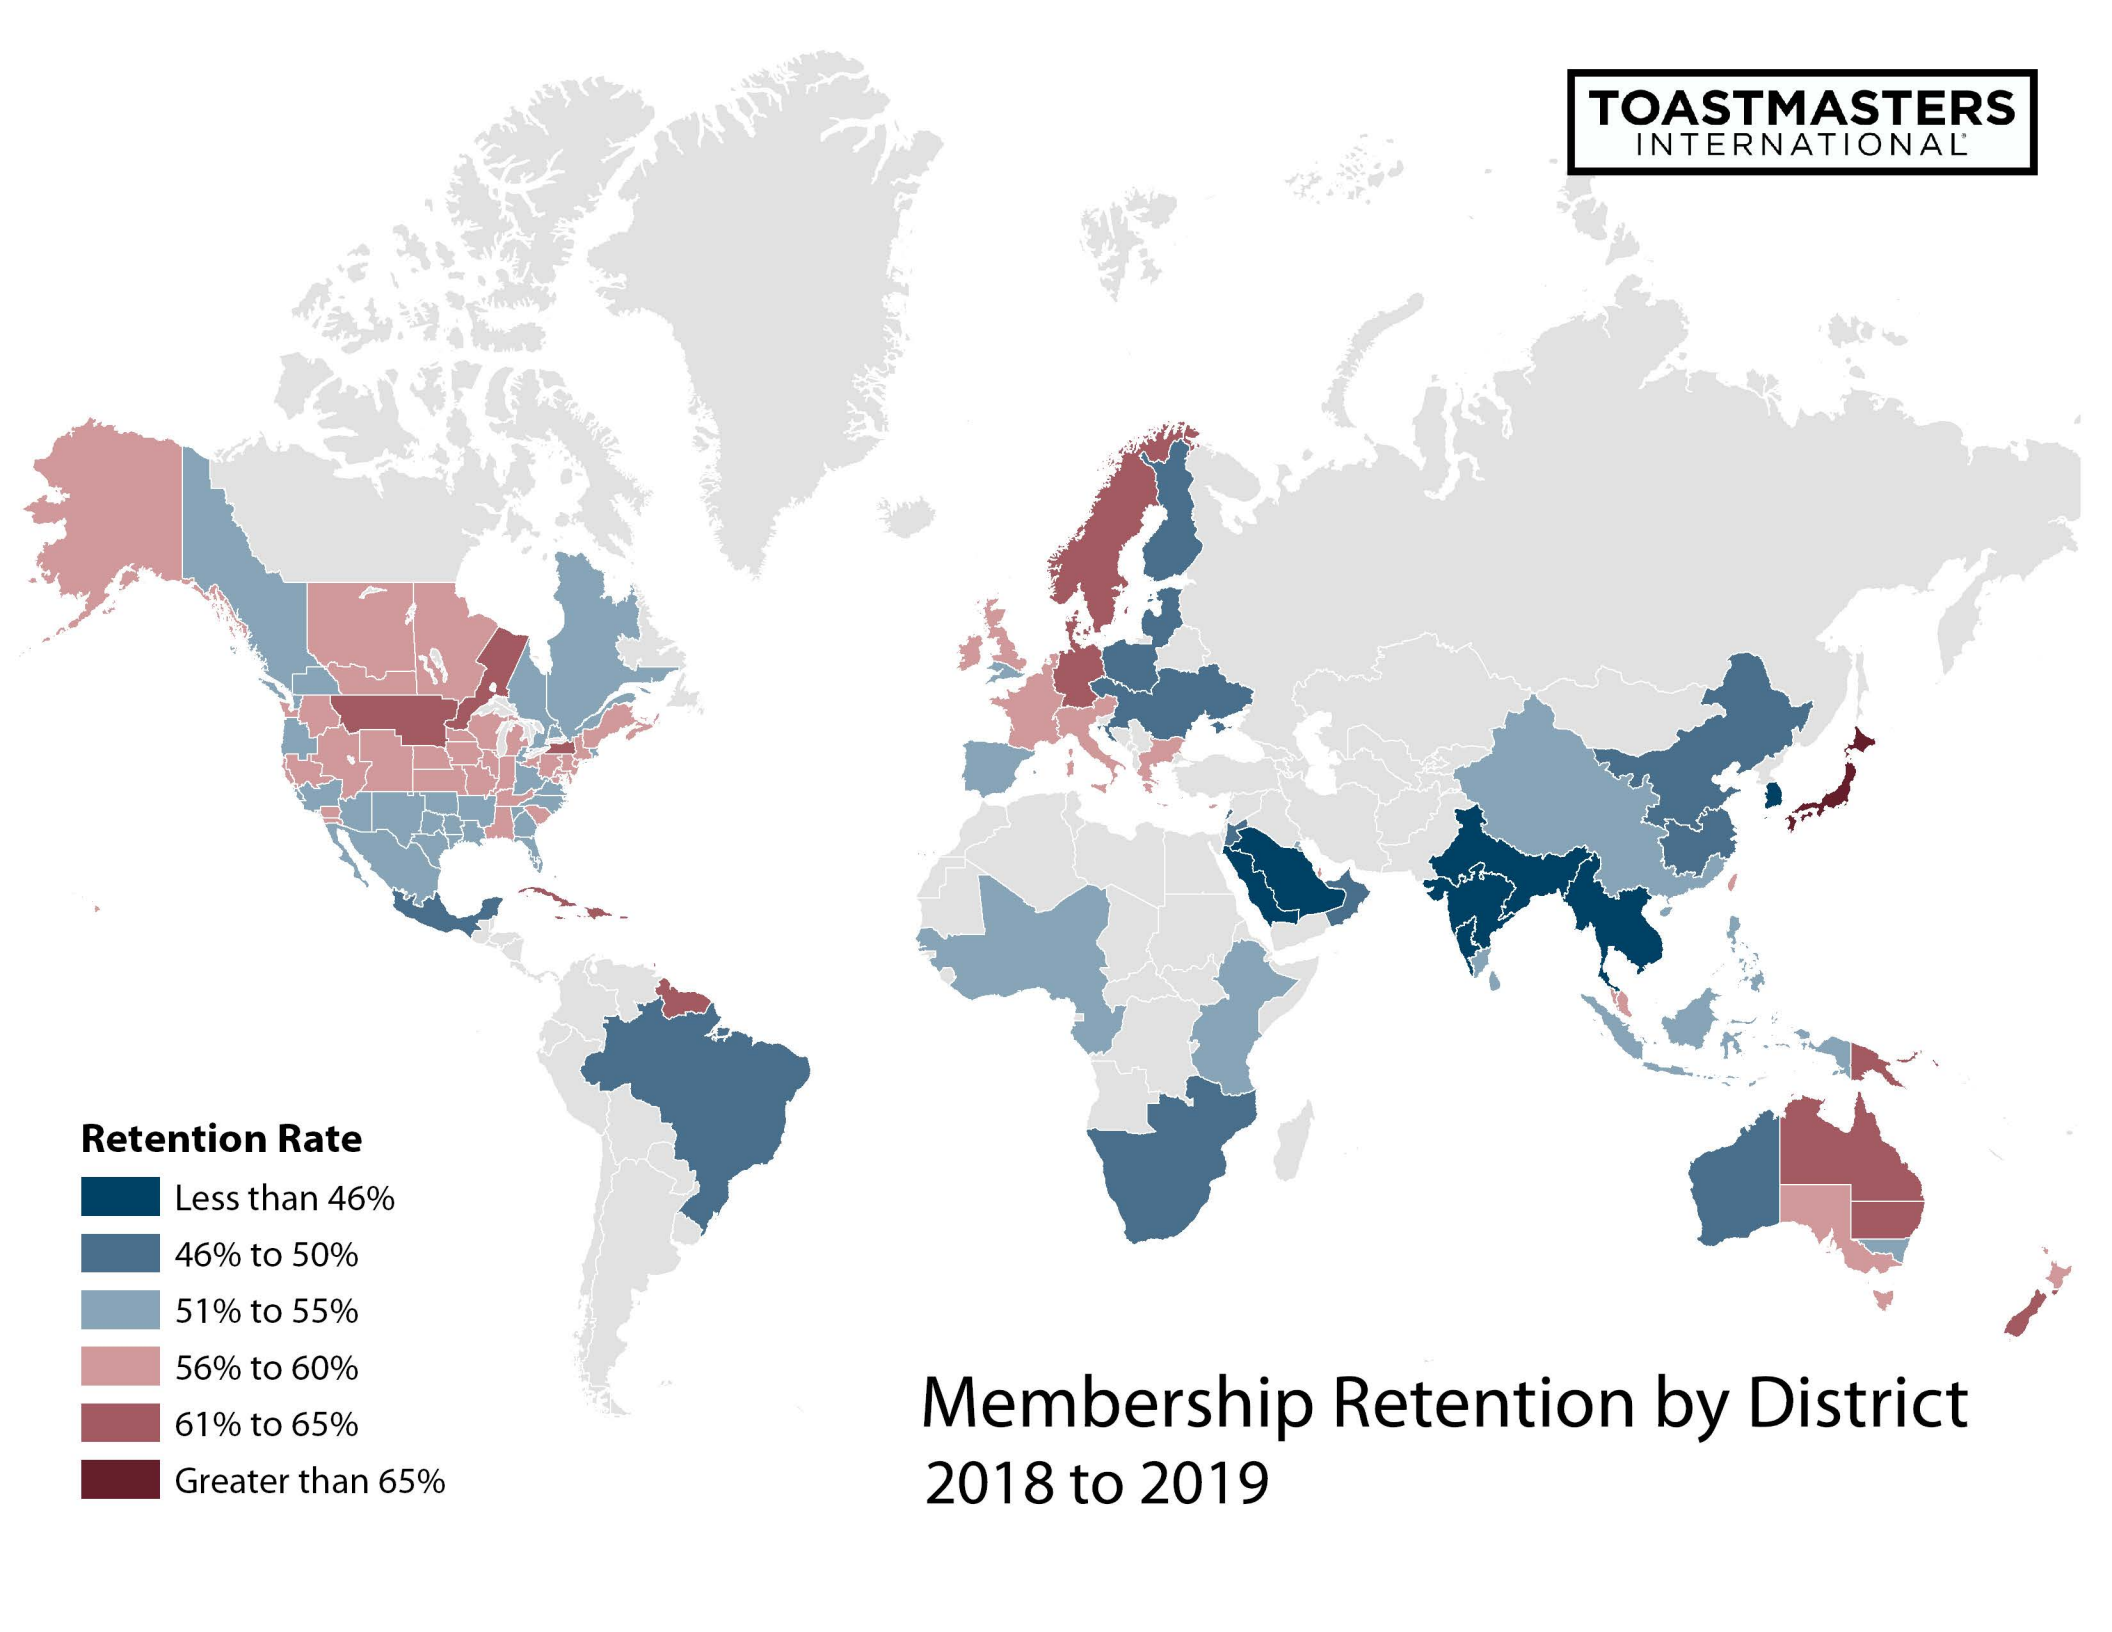 TOASTMASTERS
INTERNATIONAL
Retention Rate
Less than 46%
46% to 50%
51% to 55%
56% to 60%
61% to 65%
Greater than 65%
Membership Retention by District
2018 to 2019